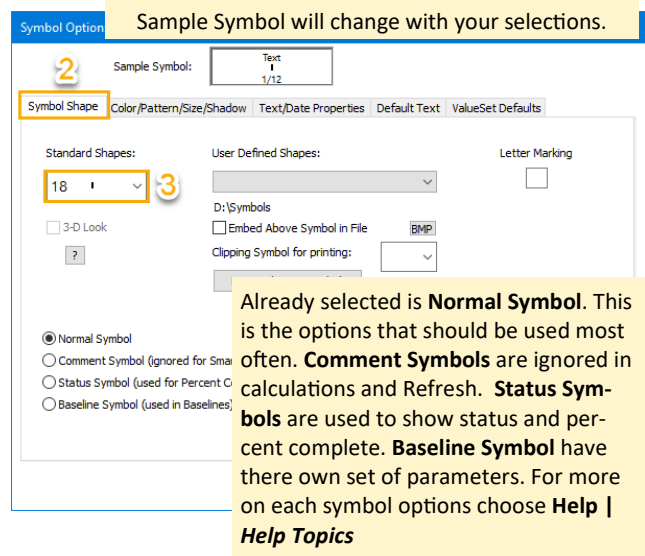 Sample Symbol will change with your selections.
Symbol Option
2
Sample Symbol:
Text
1/12
Symbol Shape Color/Pattern/Size/Shadow Text/Date Properties Default Text ValueSet Defaults
Standard Shapes: User Defined Shapes: Letter Marking
18 3
D:\Symbols
3-D Look Embed Above Symbol in File BMP
? Clipping Symbol for printing:
Already selected is Normal Symbol. This
is the options that should be used most
often. Comment Symbols are ignored in
calculations and Refresh. Status Sym-
bols are used to show status and per-
cent complete. Baseline Symbol have
there own set of parameters. For more
on each symbol options choose Help |
Help Topics
Normal Symbol
Comment Symbol (ignored for Smar
Status Symbol (used for Percent Co
Baseline Symbol (used in Baselines)